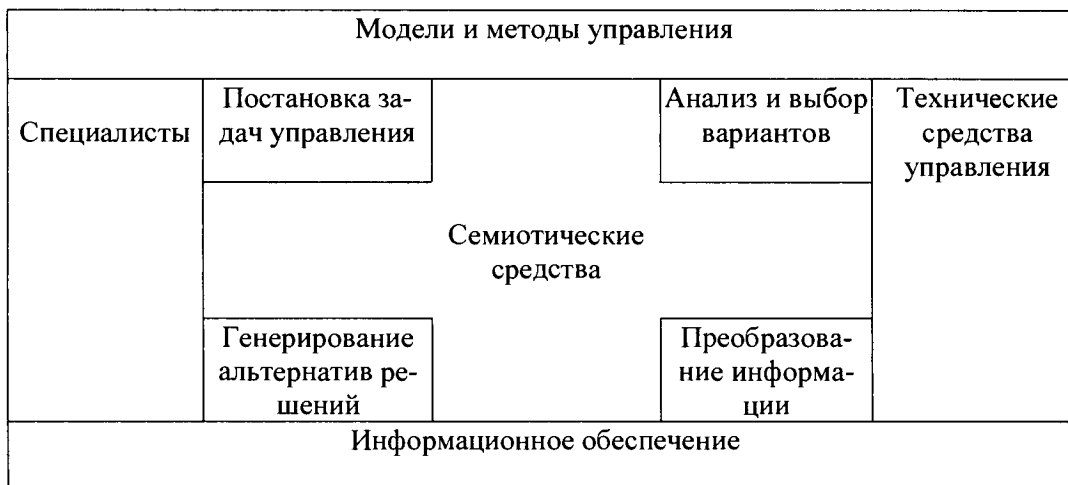 Модели и методы управления
Специалисты
Постановка за-
дач управления
Анализ и выбор
вариантов
Технические
средства
управления
Семиотические
средства
Генерирование
альтернатив ре-
шений
Преобразова-
ние информа-
ции
Информационное обеспечение